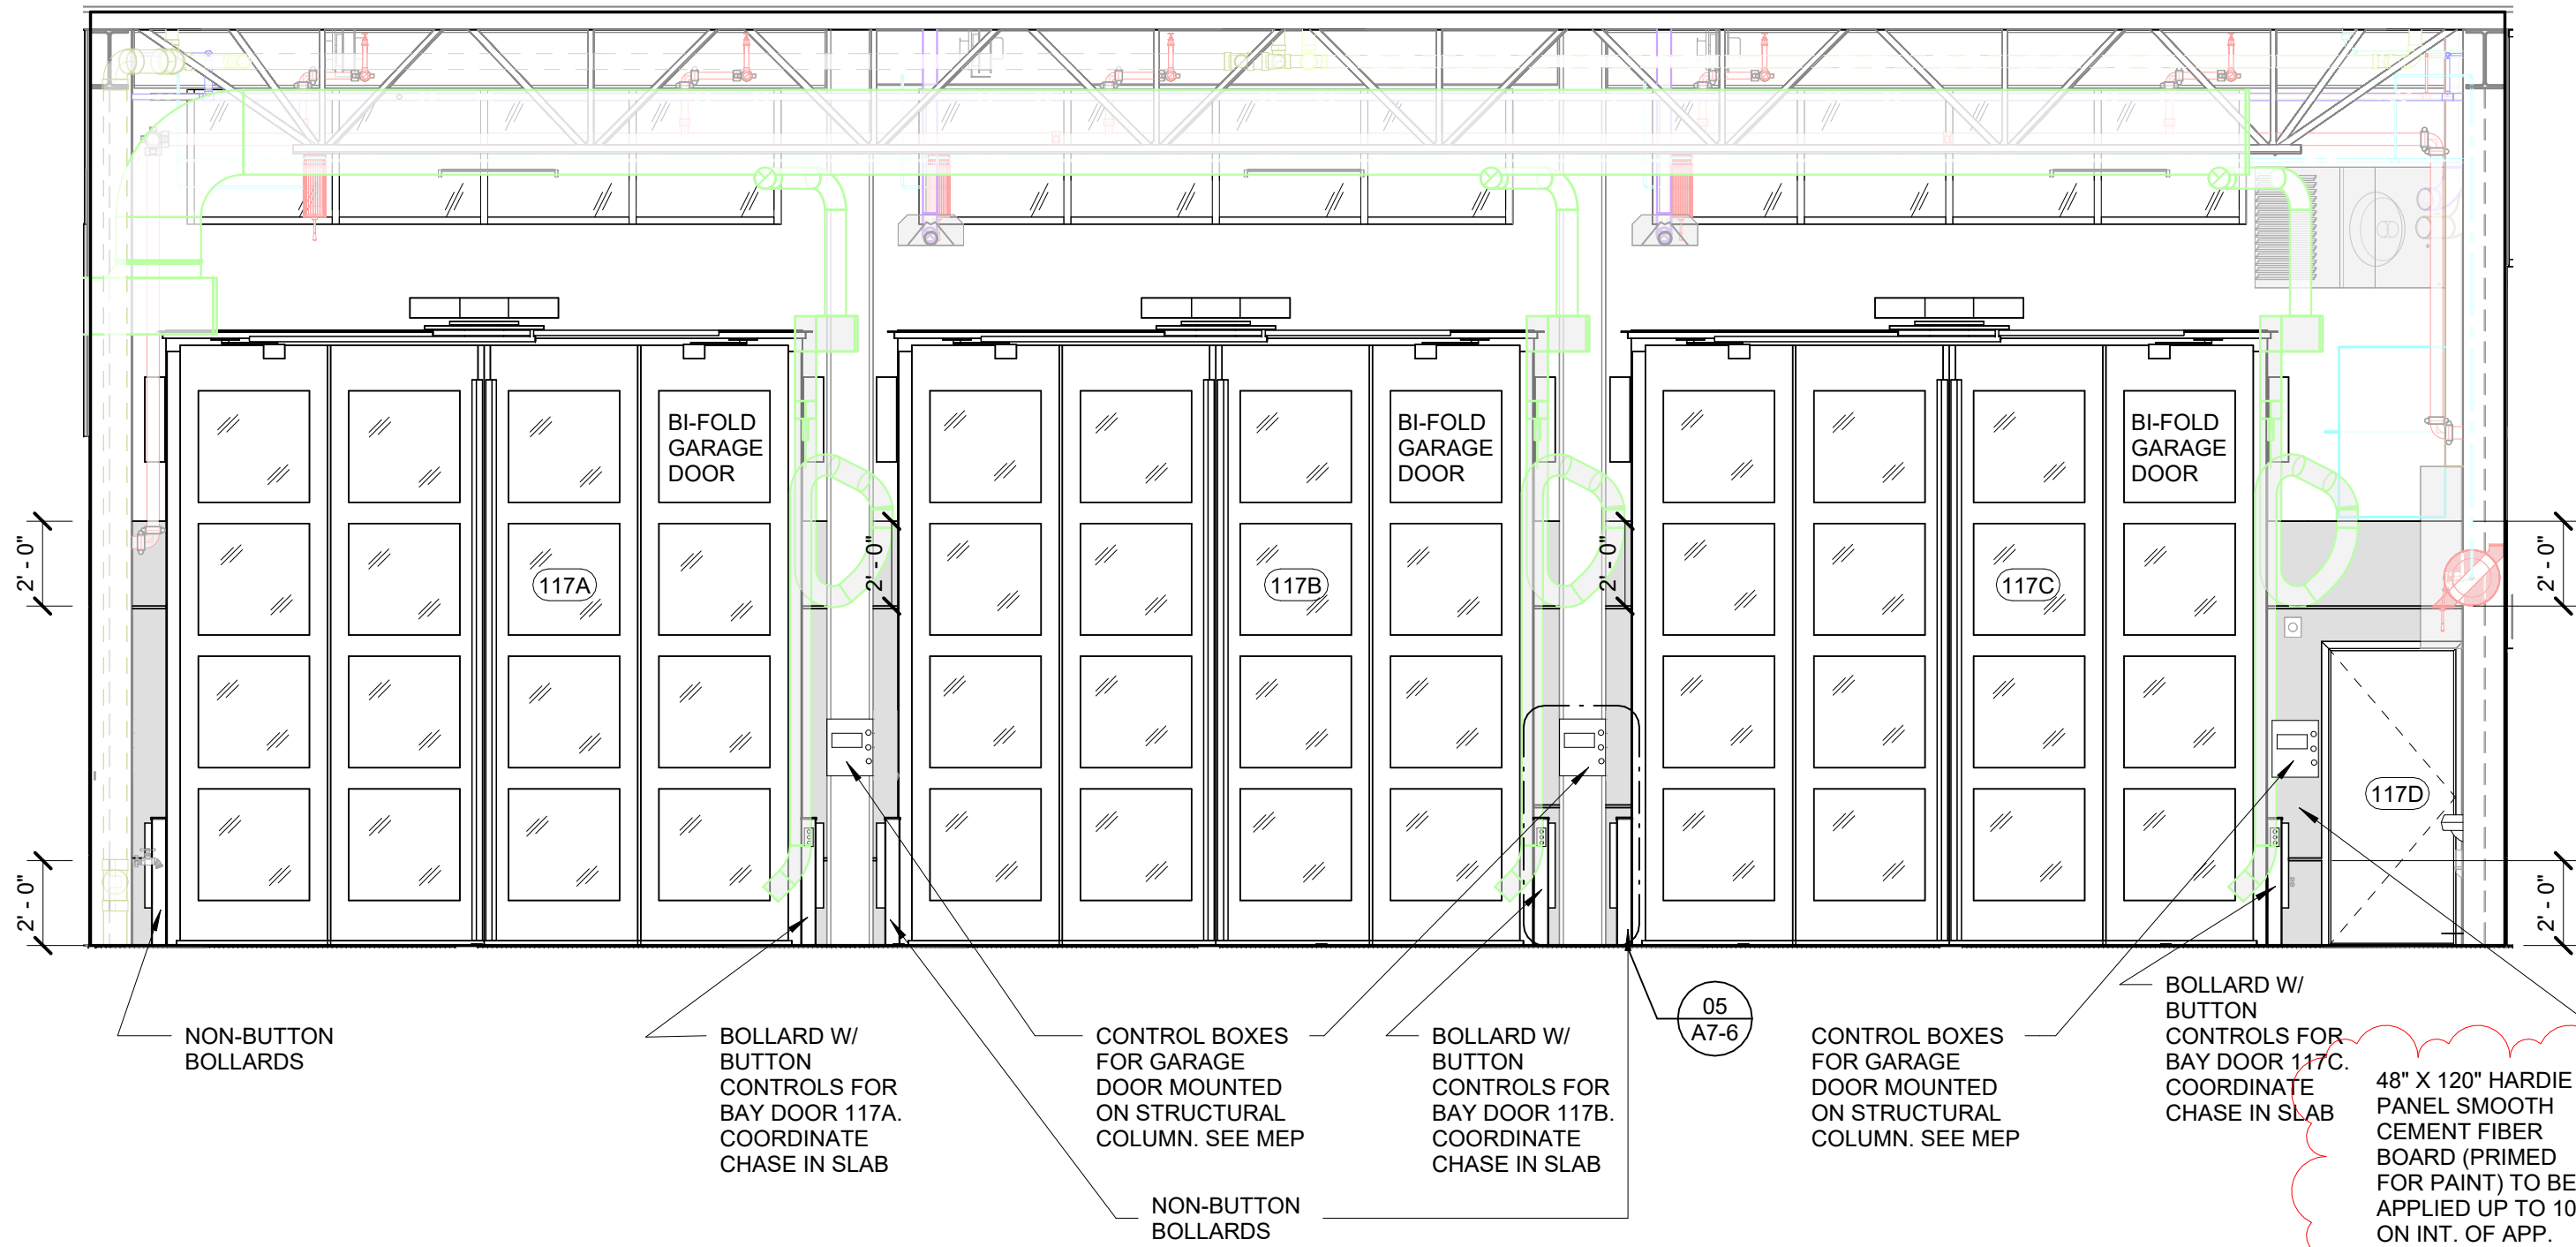 BI-FOLD
GARAGE
DOOR
BI-FOLD
GARAGE
DOOR
BI-FOLD
GARAGE
DOOR
2' - 0"
117A
2' - 0"
117B
2' - 0"
117C
2' - 0"
117D
2' - 0"
2' - 0"
NON-BUTTON
BOLLARDS
BOLLARD W/
BUTTON
CONTROLS FOR
BAY DOOR 117A.
COORDINATE
CHASE IN SLAB
CONTROL BOXES
FOR GARAGE
DOOR MOUNTED
ON STRUCTURAL
COLUMN. SEE MEP
NON-BUTTON
BOLLARDS
BOLLARD W/
BUTTON
CONTROLS FOR
BAY DOOR 117B.
COORDINATE
CHASE IN SLAB
05
A7-6
CONTROL BOXES
FOR GARAGE
DOOR MOUNTED
ON STRUCTURAL
COLUMN. SEE MEP
BOLLARD W/
BUTTON
CONTROLS FOR
BAY DOOR 117C.
COORDINATE
CHASE IN SLAB
48" X 120" HARDIE
PANEL SMOOTH
CEMENT FIBER
BOARD (PRIMED
FOR PAINT) TO BE
APPLIED UP TO 10
ON INT. OF APP.